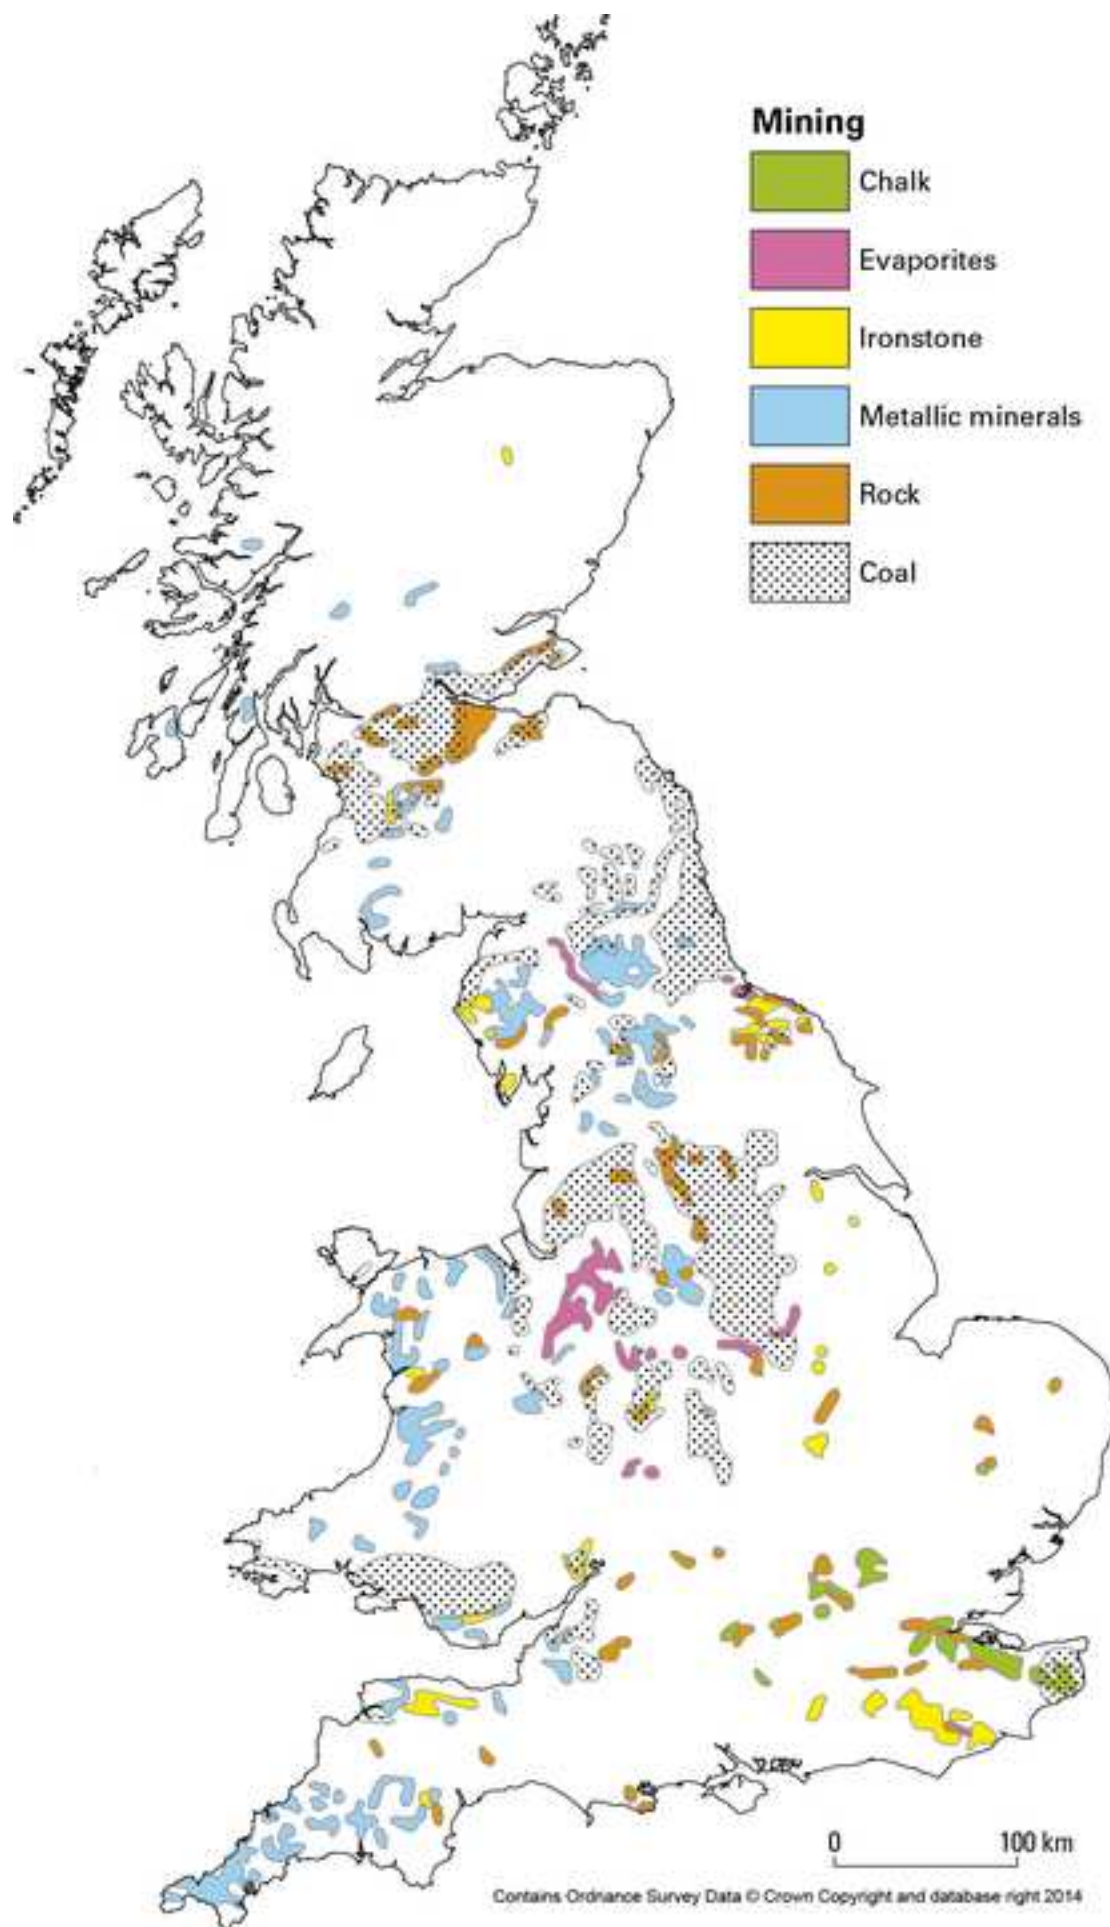 Mining
Chalk
Evaporites
Ironstone
Metallic minerals
Rock
Coal
0 100 km
Contains Ordnance Survey Data © Crown Copyright and database right 2014